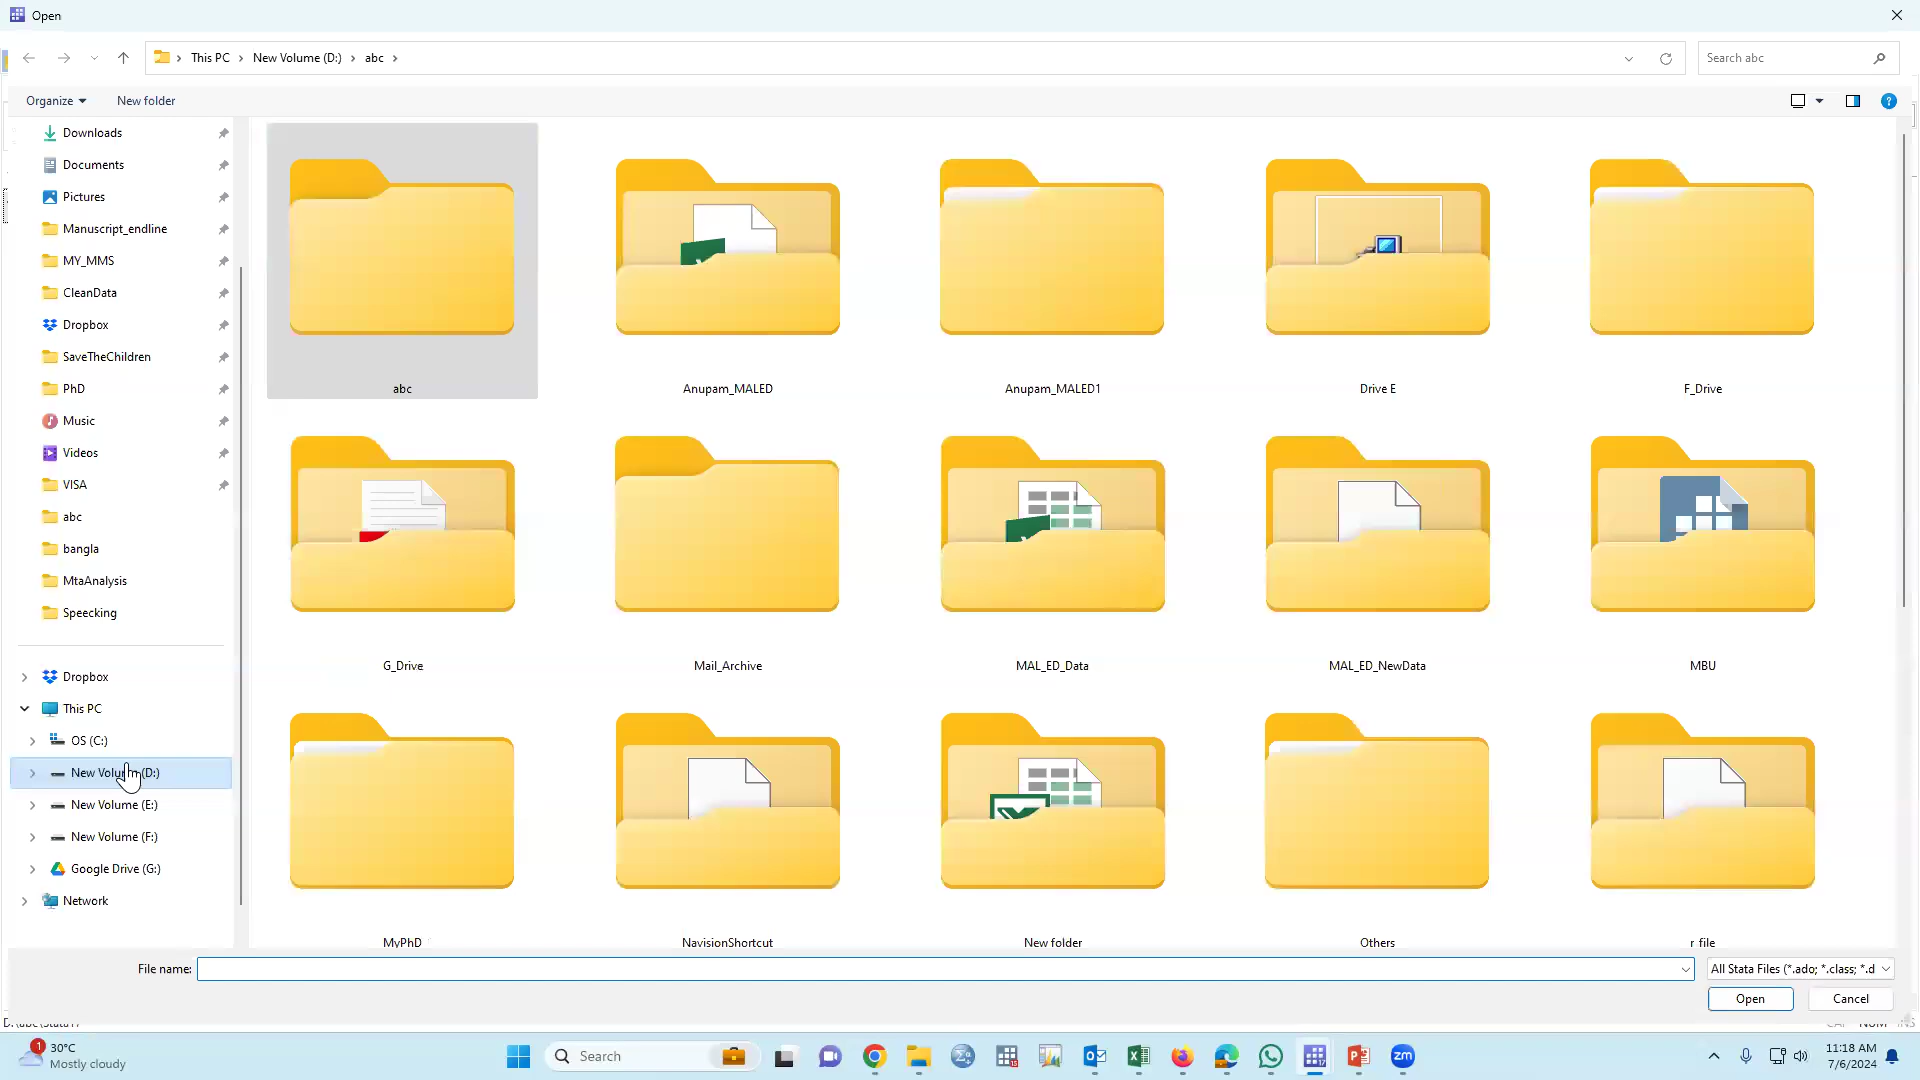 Open
This PC > New Volume (D:) > abc >
Search abc
Organize
New folder
Downloads
Documents
Pictures
Manuscript_endline
MY_MMS
CleanData
Dropbox
SaveTheChildren
PhD
Music
Videos
VISA
abc
bangla
MtaAnalysis
Speecking
Dropbox
This PC
OS (C:)
New Volume (D:)
New Volume (E:)
New Volume (F:)
Google Drive (G:)
Network
abc
Anupam_MALED
Anupam_MALED1
Drive E
F_Drive
G_Drive
Mail_Archive
MAL_ED_Data
MAL_ED_NewData
MBU
MyPhD
NavisionShortcut
New folder
Others
r file
File name:
All Stata Files (*.ado; *.class; *.d
Open
Cancel
1
30°C
Mostly cloudy
Search
zm
11:18 AM
7/6/2024